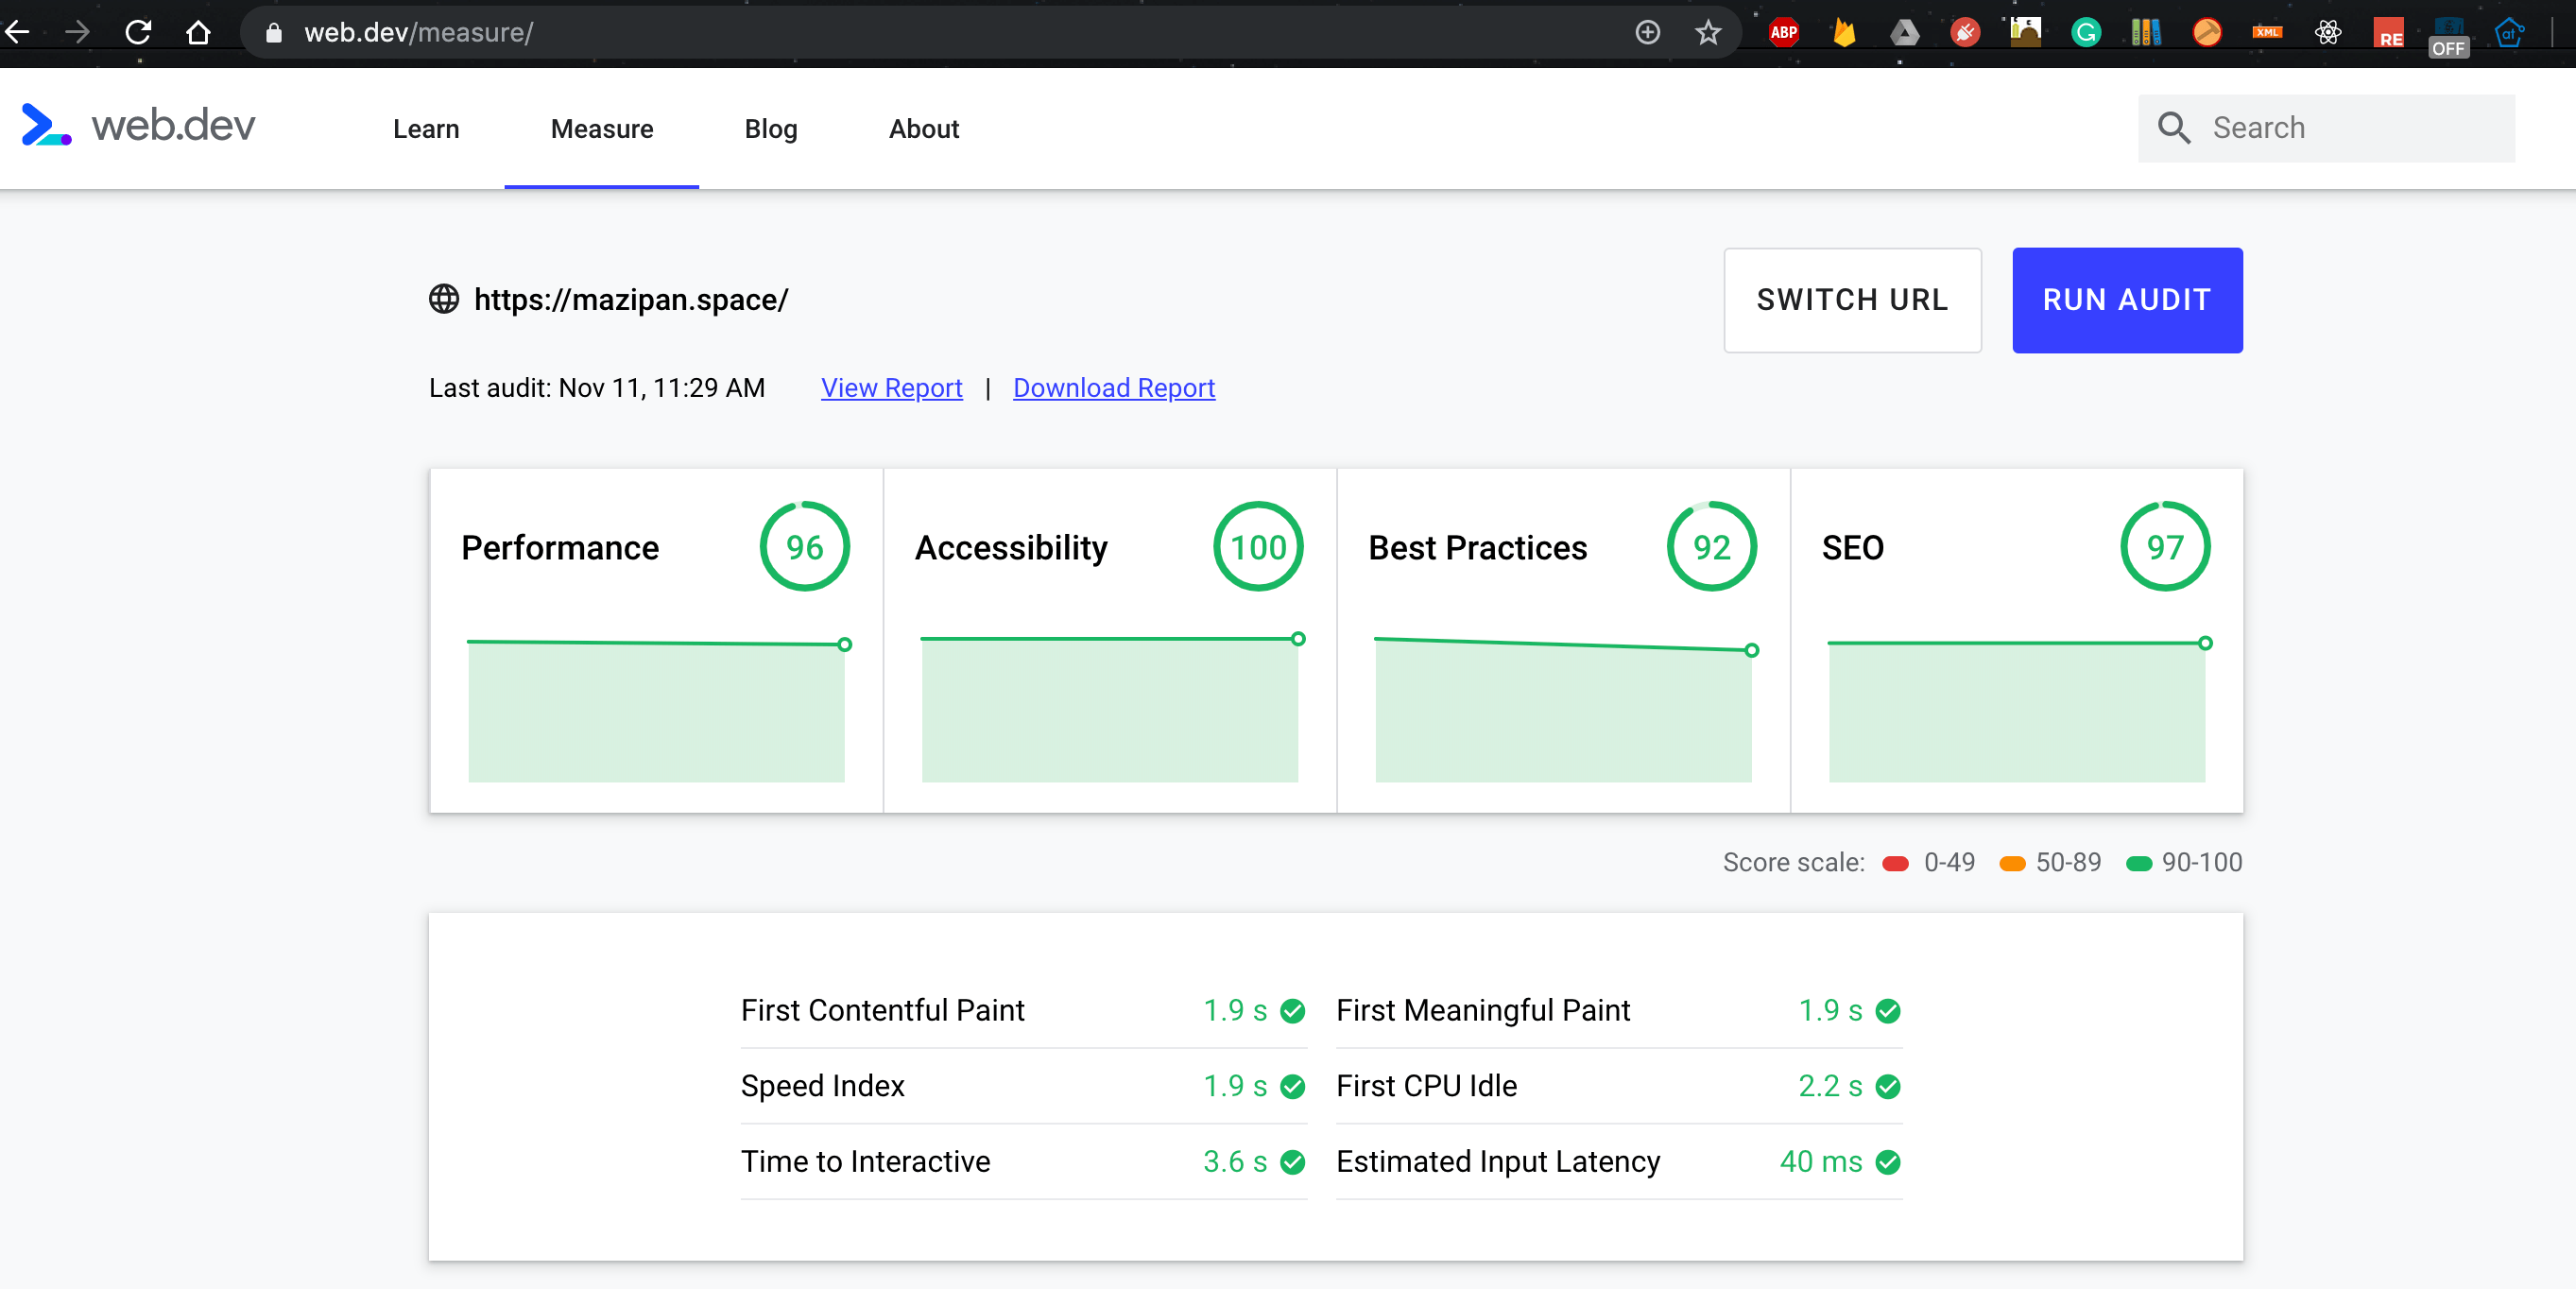 web.dev/measure/
ABP
G
XML
RE
OFF
at
web.dev
Learn
Measure
Blog
About
Search
https://mazipan.space/
SWITCH URL
RUN AUDIT
Last audit: Nov 11, 11:29 AM
View Report | Download Report
Performance 96
Accessibility 100
Best Practices 92
SEO 97
Score scale: 0-49 50-89 90-100
First Contentful Paint 1.9 s
First Meaningful Paint 1.9 s
Speed Index 1.9 s
First CPU Idle 2.2 s
Time to Interactive 3.6 s
Estimated Input Latency 40 ms